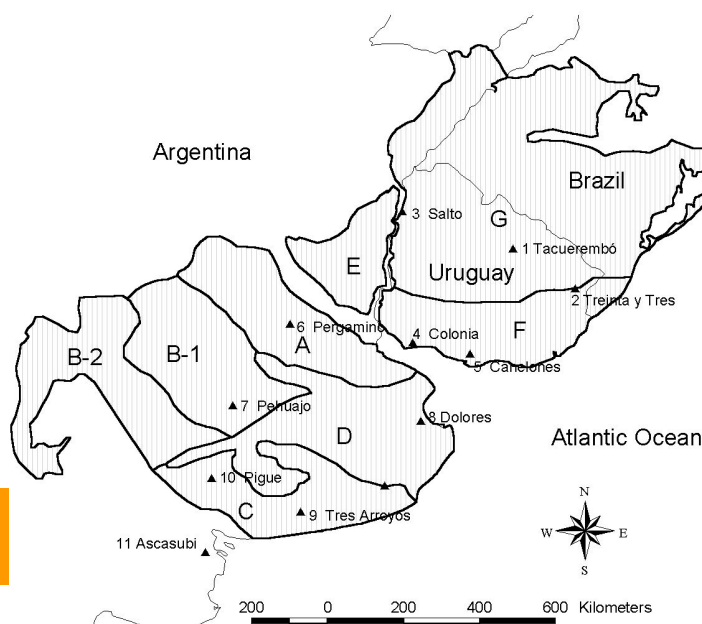 Argentina
Brazil
3 Salto
G
1 Tacuerembó
E
Uruguay
2 Treinta y Tres
6 Pergamino
A
4 Colonia
F
5 Canelones
B-2
B-1
7 Pehuajo
8 Dolores
D
Atlantic Ocean
10 Pigue
C
9 Tres Arroyos
N
W E
S
11 Ascasubi
200 0 200 400 600 Kilometers